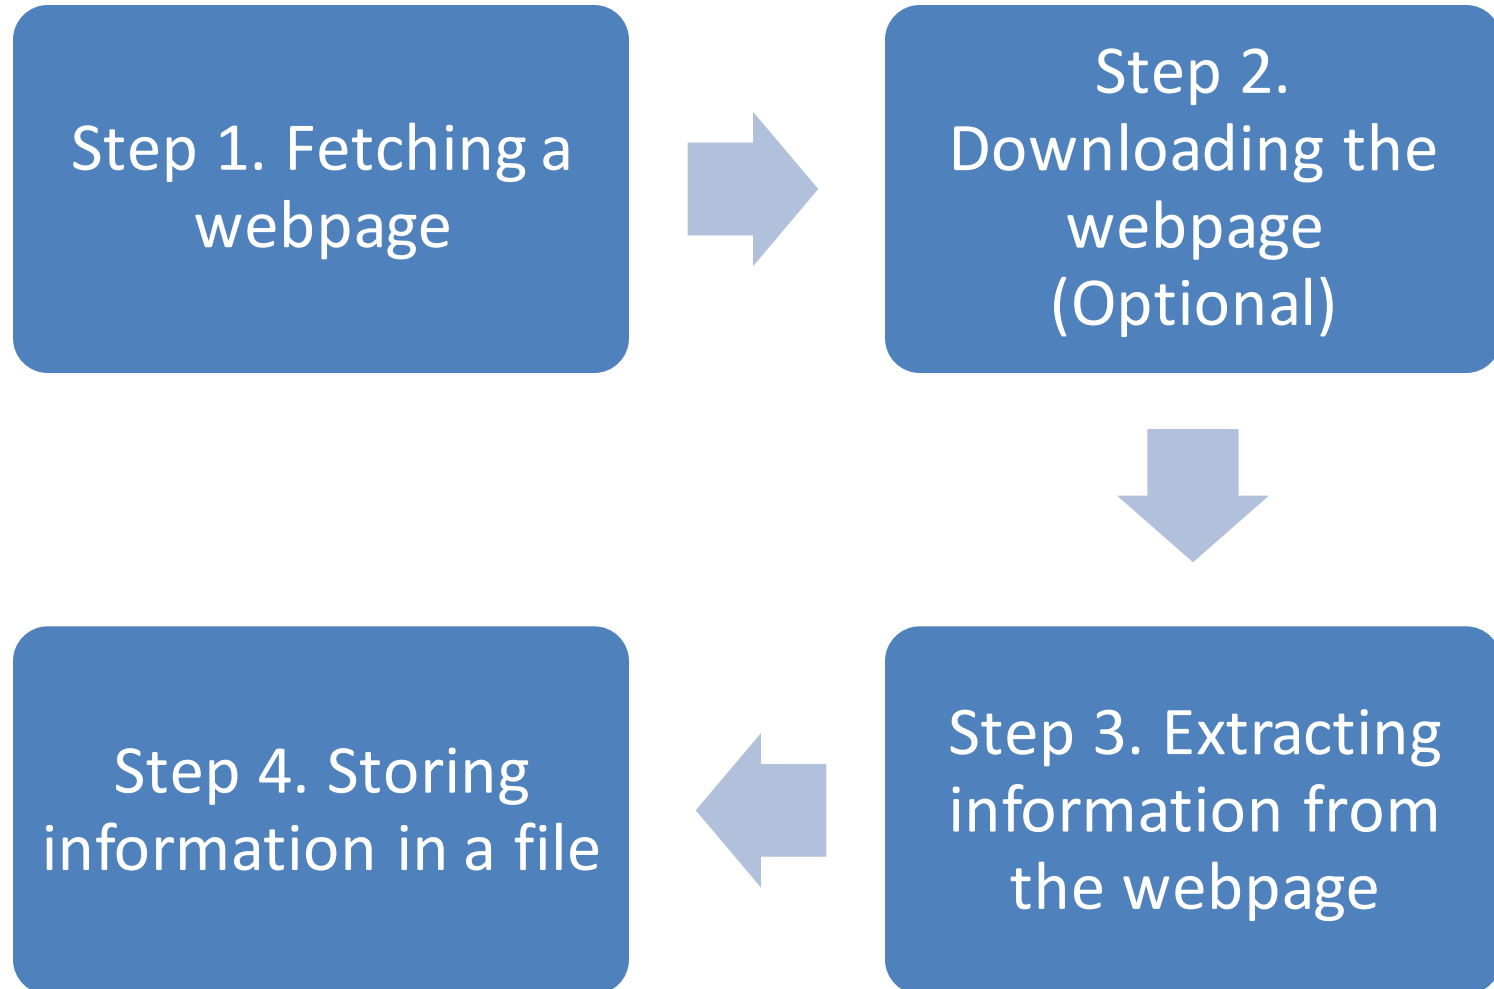 Step 1. Fetching a
webpage
Step 2.
Downloading the
webpage
(Optional)
Step 3. Extracting
information from
the webpage
Step 4. Storing
information in a file